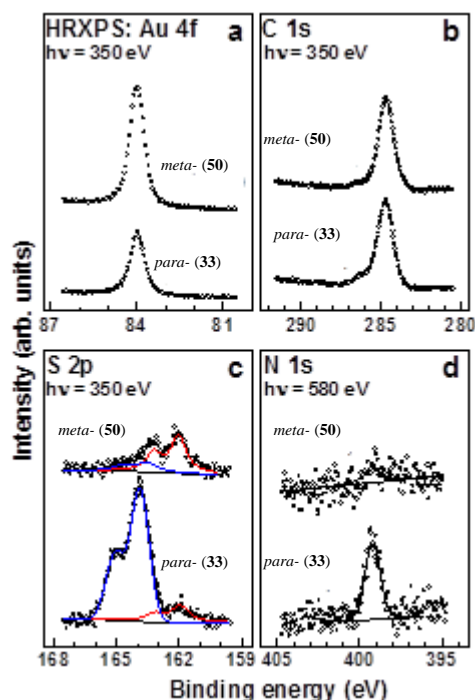 HRXPS: Au 4f a
hν = 350 eV
meta- (50)
para- (33)
87 84 81
C 1s b
hν = 350 eV
meta- (50)
para- (33)
290 285 280
Intensity (arb. units)
S 2p c
hν = 350 eV
meta- (50)
para- (33)
168 165 162 159
N 1s d
hν = 580 eV
meta- (50)
para- (33)
405 400 395
Binding energy (eV)